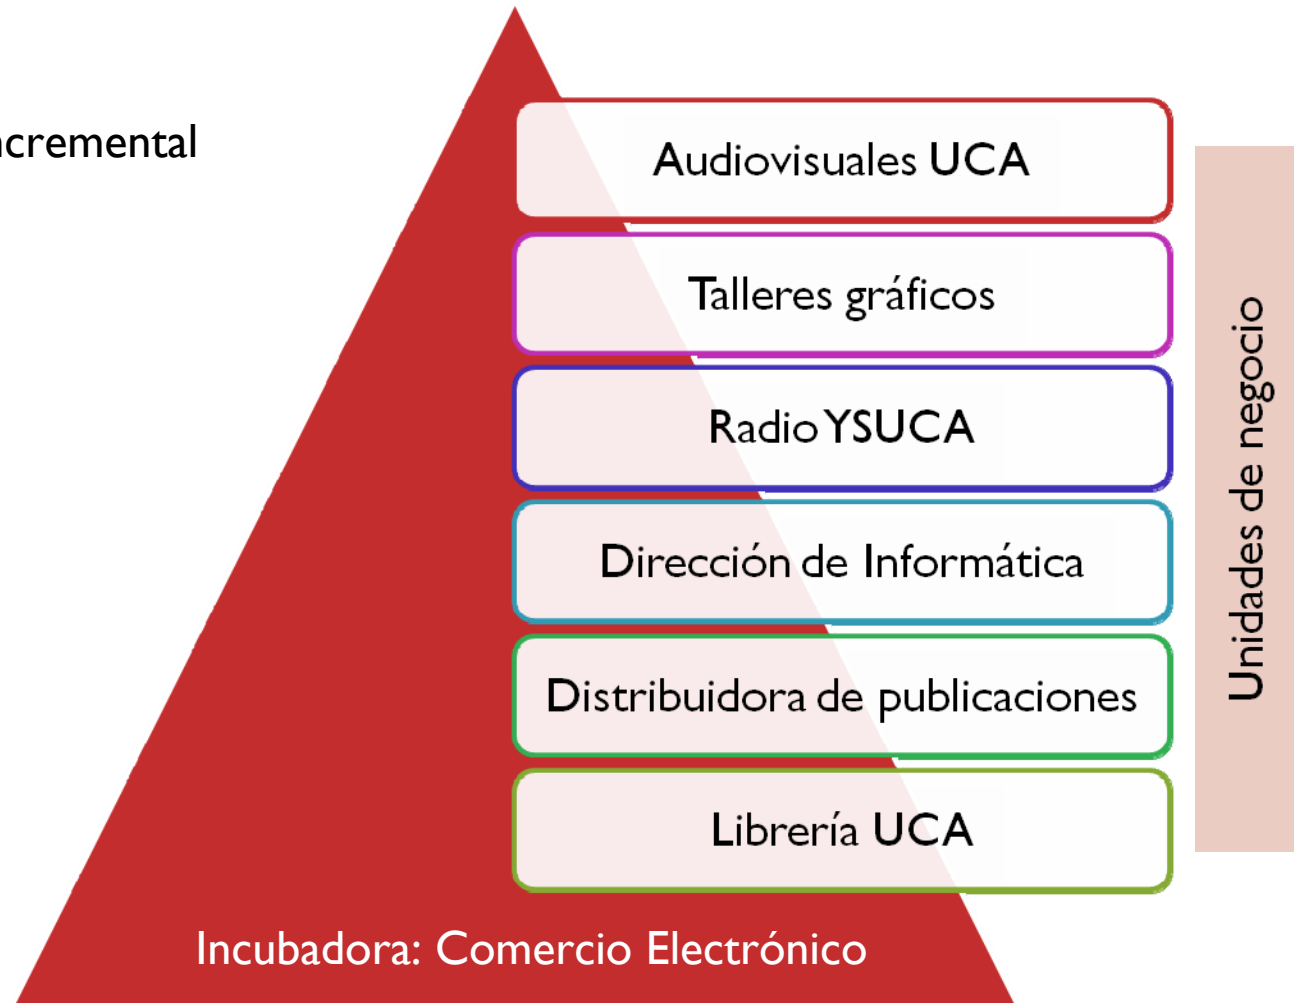 ncremental
Audiovisuales UCA
Talleres gráficos
Radio YSUCA
Dirección de Informática
Distribuidora de publicaciones
Librería UCA
Unidades de negocio
Incubadora: Comercio Electrónico